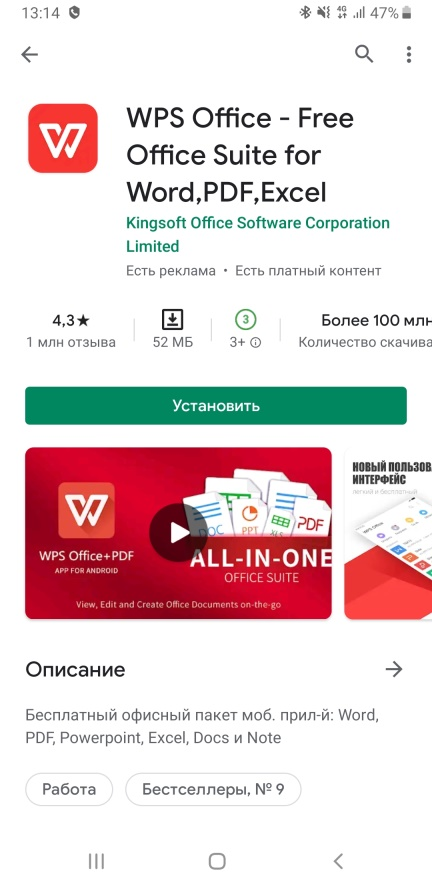 13:14 4G 47%
WPS Office - Free
Office Suite for
Word,PDF,Excel
Kingsoft Office Software Corporation
Limited
Есть реклама • Есть платный контент
4,3★ 3 Более 100 млн
1 млн отзыва 52 МБ 3+ Количество скачива
Установить
WPS Office+PDF
APP FOR ANDROID
DOC PPT XLS PDF
ALL-IN-ONE
OFFICE SUITE
View, Edit and Create Office Documents on-the-go
НОВЫЙ ПОЛЬЗОВ
ИНТЕРФЕЙС
ЛЕГКИЙ И БЕСПЛАТНЫЙ
Описание
Бесплатный офисный пакет моб. прил-й: Word,
PDF, Powerpoint, Excel, Docs и Note
Работа Бестселлеры, № 9